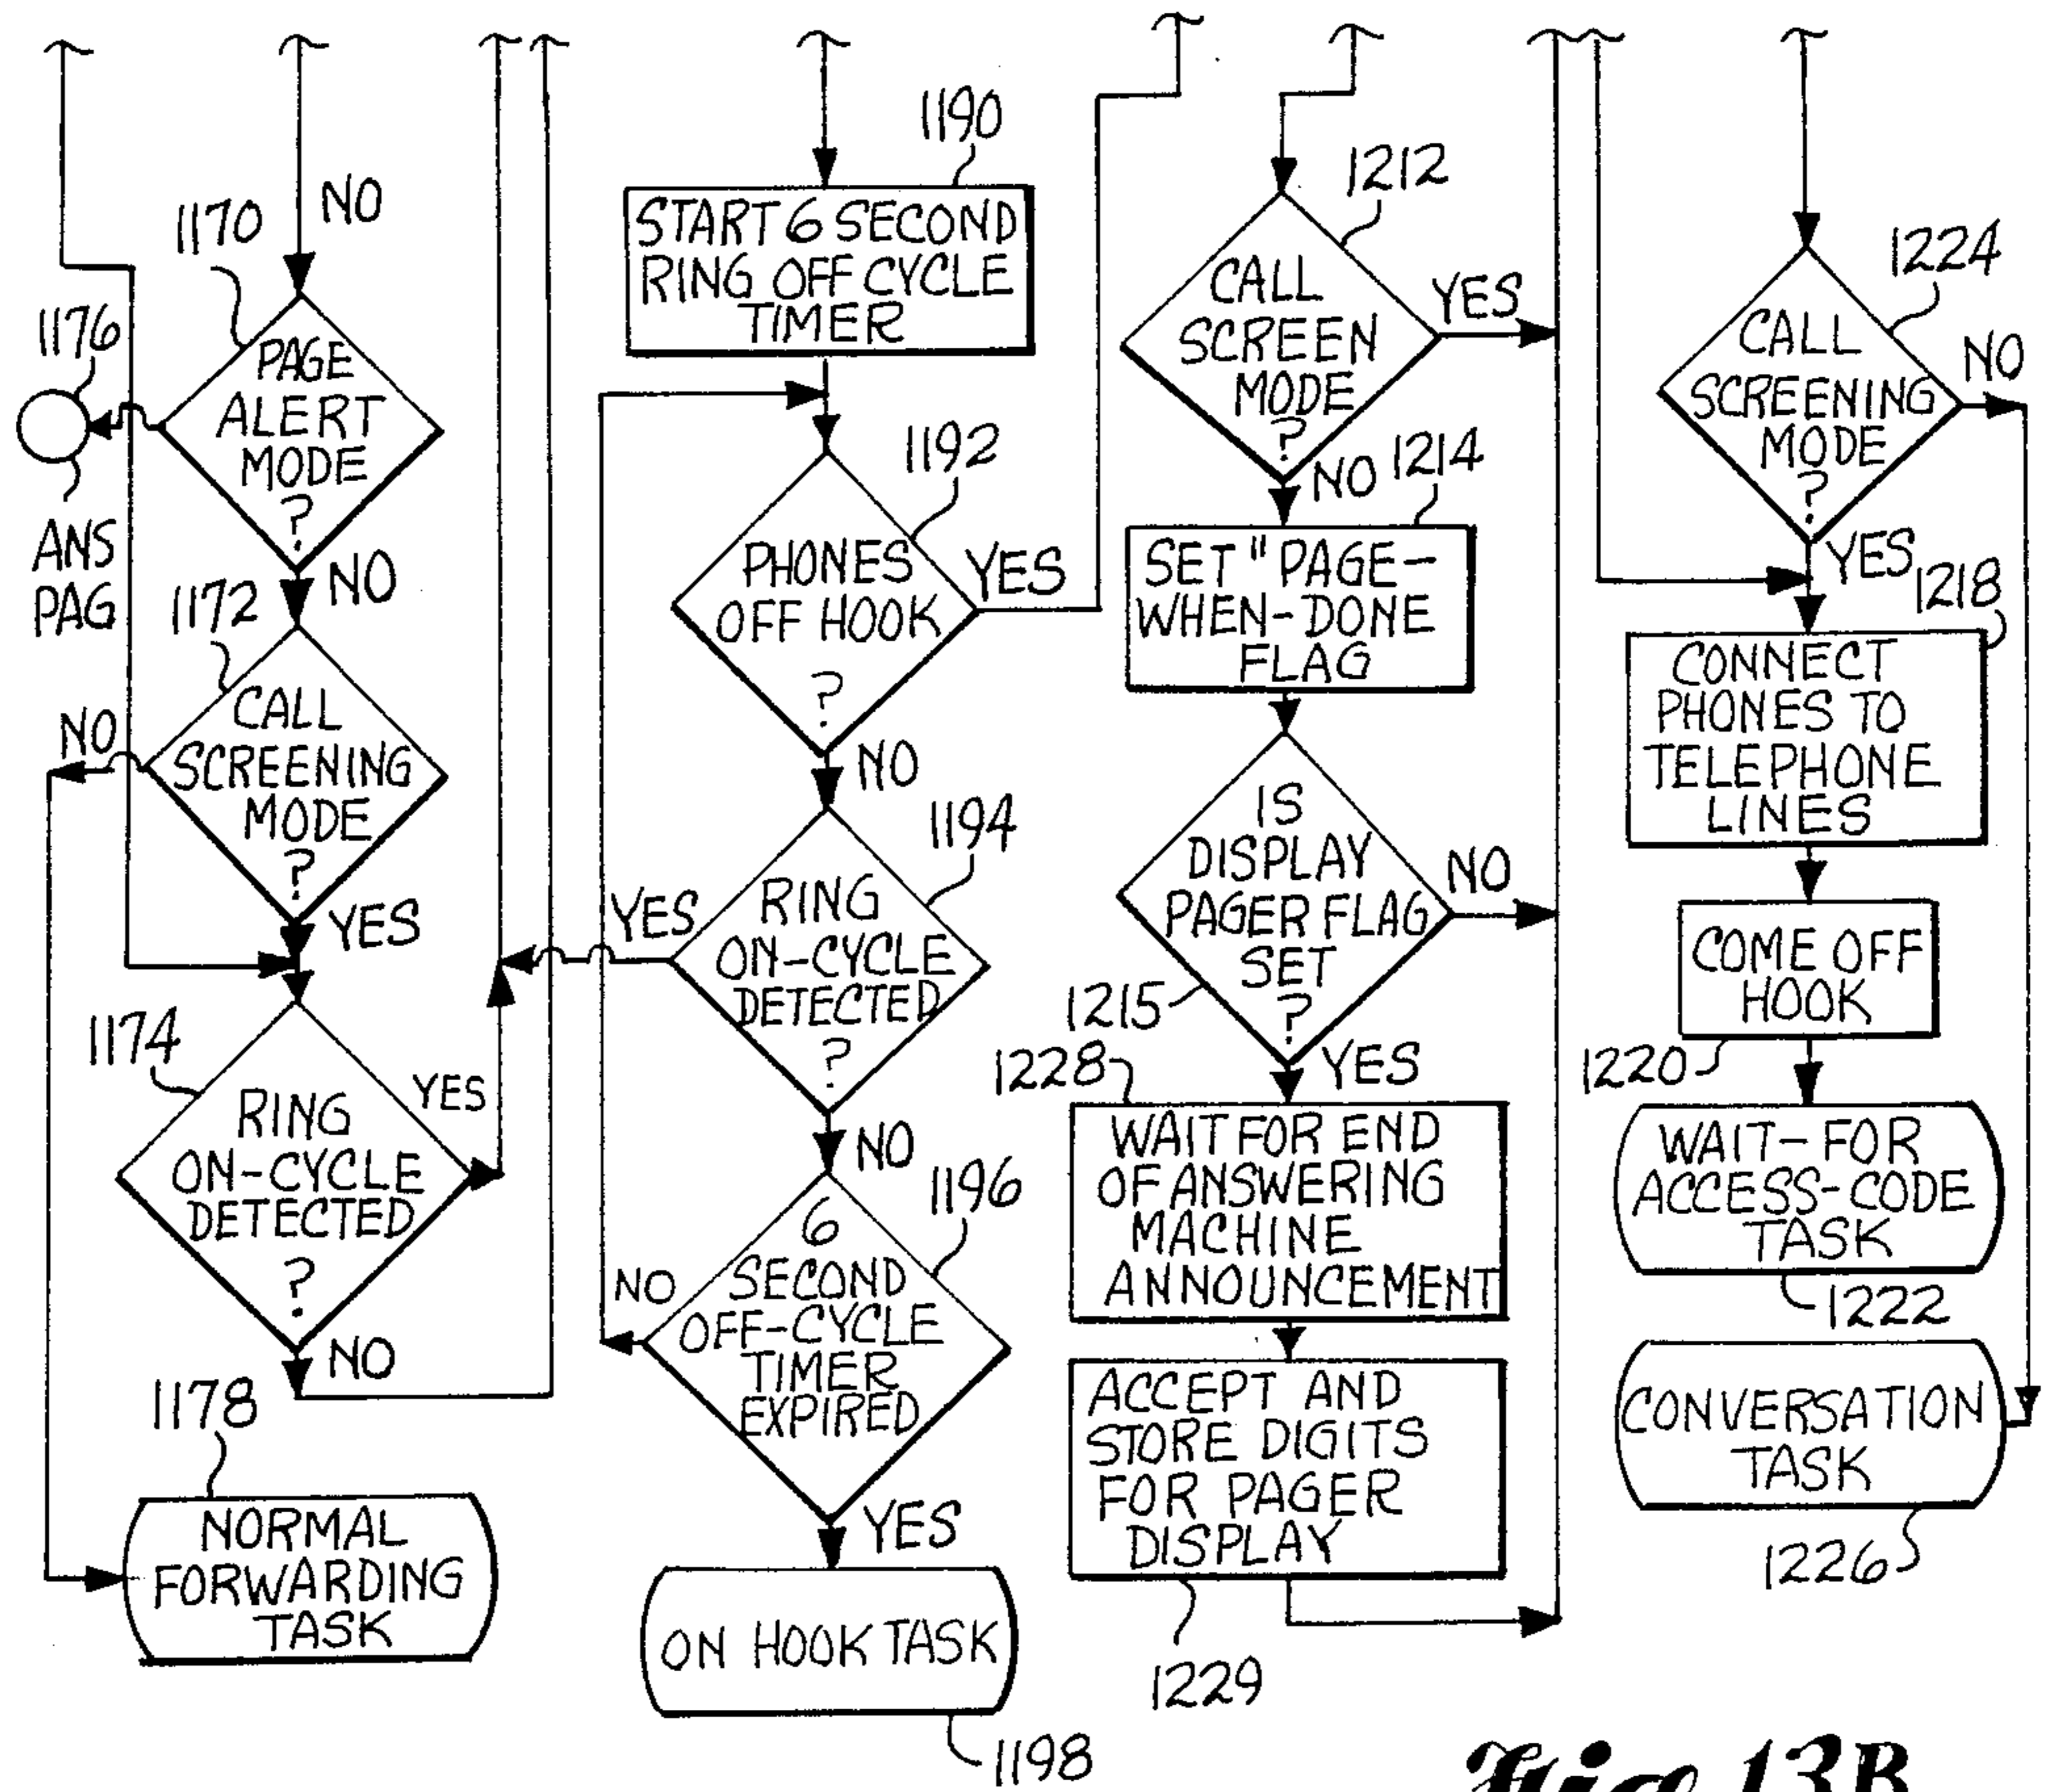 NO
1170
PAGE
ALERT
MODE
?
1176
ANS
PAG
NO
1172
CALL
SCREENING
MODE
?
NO
YES
1174
RING
ON-CYCLE
DETECTED
?
YES
NO
1178
NORMAL
FORWARDING
TASK
1190
START 6 SECOND
RING OFF CYCLE
TIMER
1192
PHONES
OFF HOOK
?
YES
NO
1194
RING
ON-CYCLE
DETECTED
?
YES
NO
1196
6
SECOND
OFF-CYCLE
TIMER
EXPIRED
NO
YES
ON HOOK TASK
1198
1212
CALL
SCREEN
MODE
?
YES
NO
1214
SET "PAGE-
WHEN-DONE
FLAG
IS
DISPLAY
PAGER FLAG
SET
?
NO
1215
YES
1228
WAIT FOR END
OF ANSWERING
MACHINE
ANNOUNCEMENT
ACCEPT AND
STORE DIGITS
FOR PAGER
DISPLAY
1229
1224
CALL
SCREENING
MODE
?
NO
YES
1218
CONNECT
PHONES TO
TELEPHONE
LINES
COME OFF
HOOK
1220
WAIT-FOR
ACCESS-CODE
TASK
1222
CONVERSATION
TASK
1226
Fig. 13B